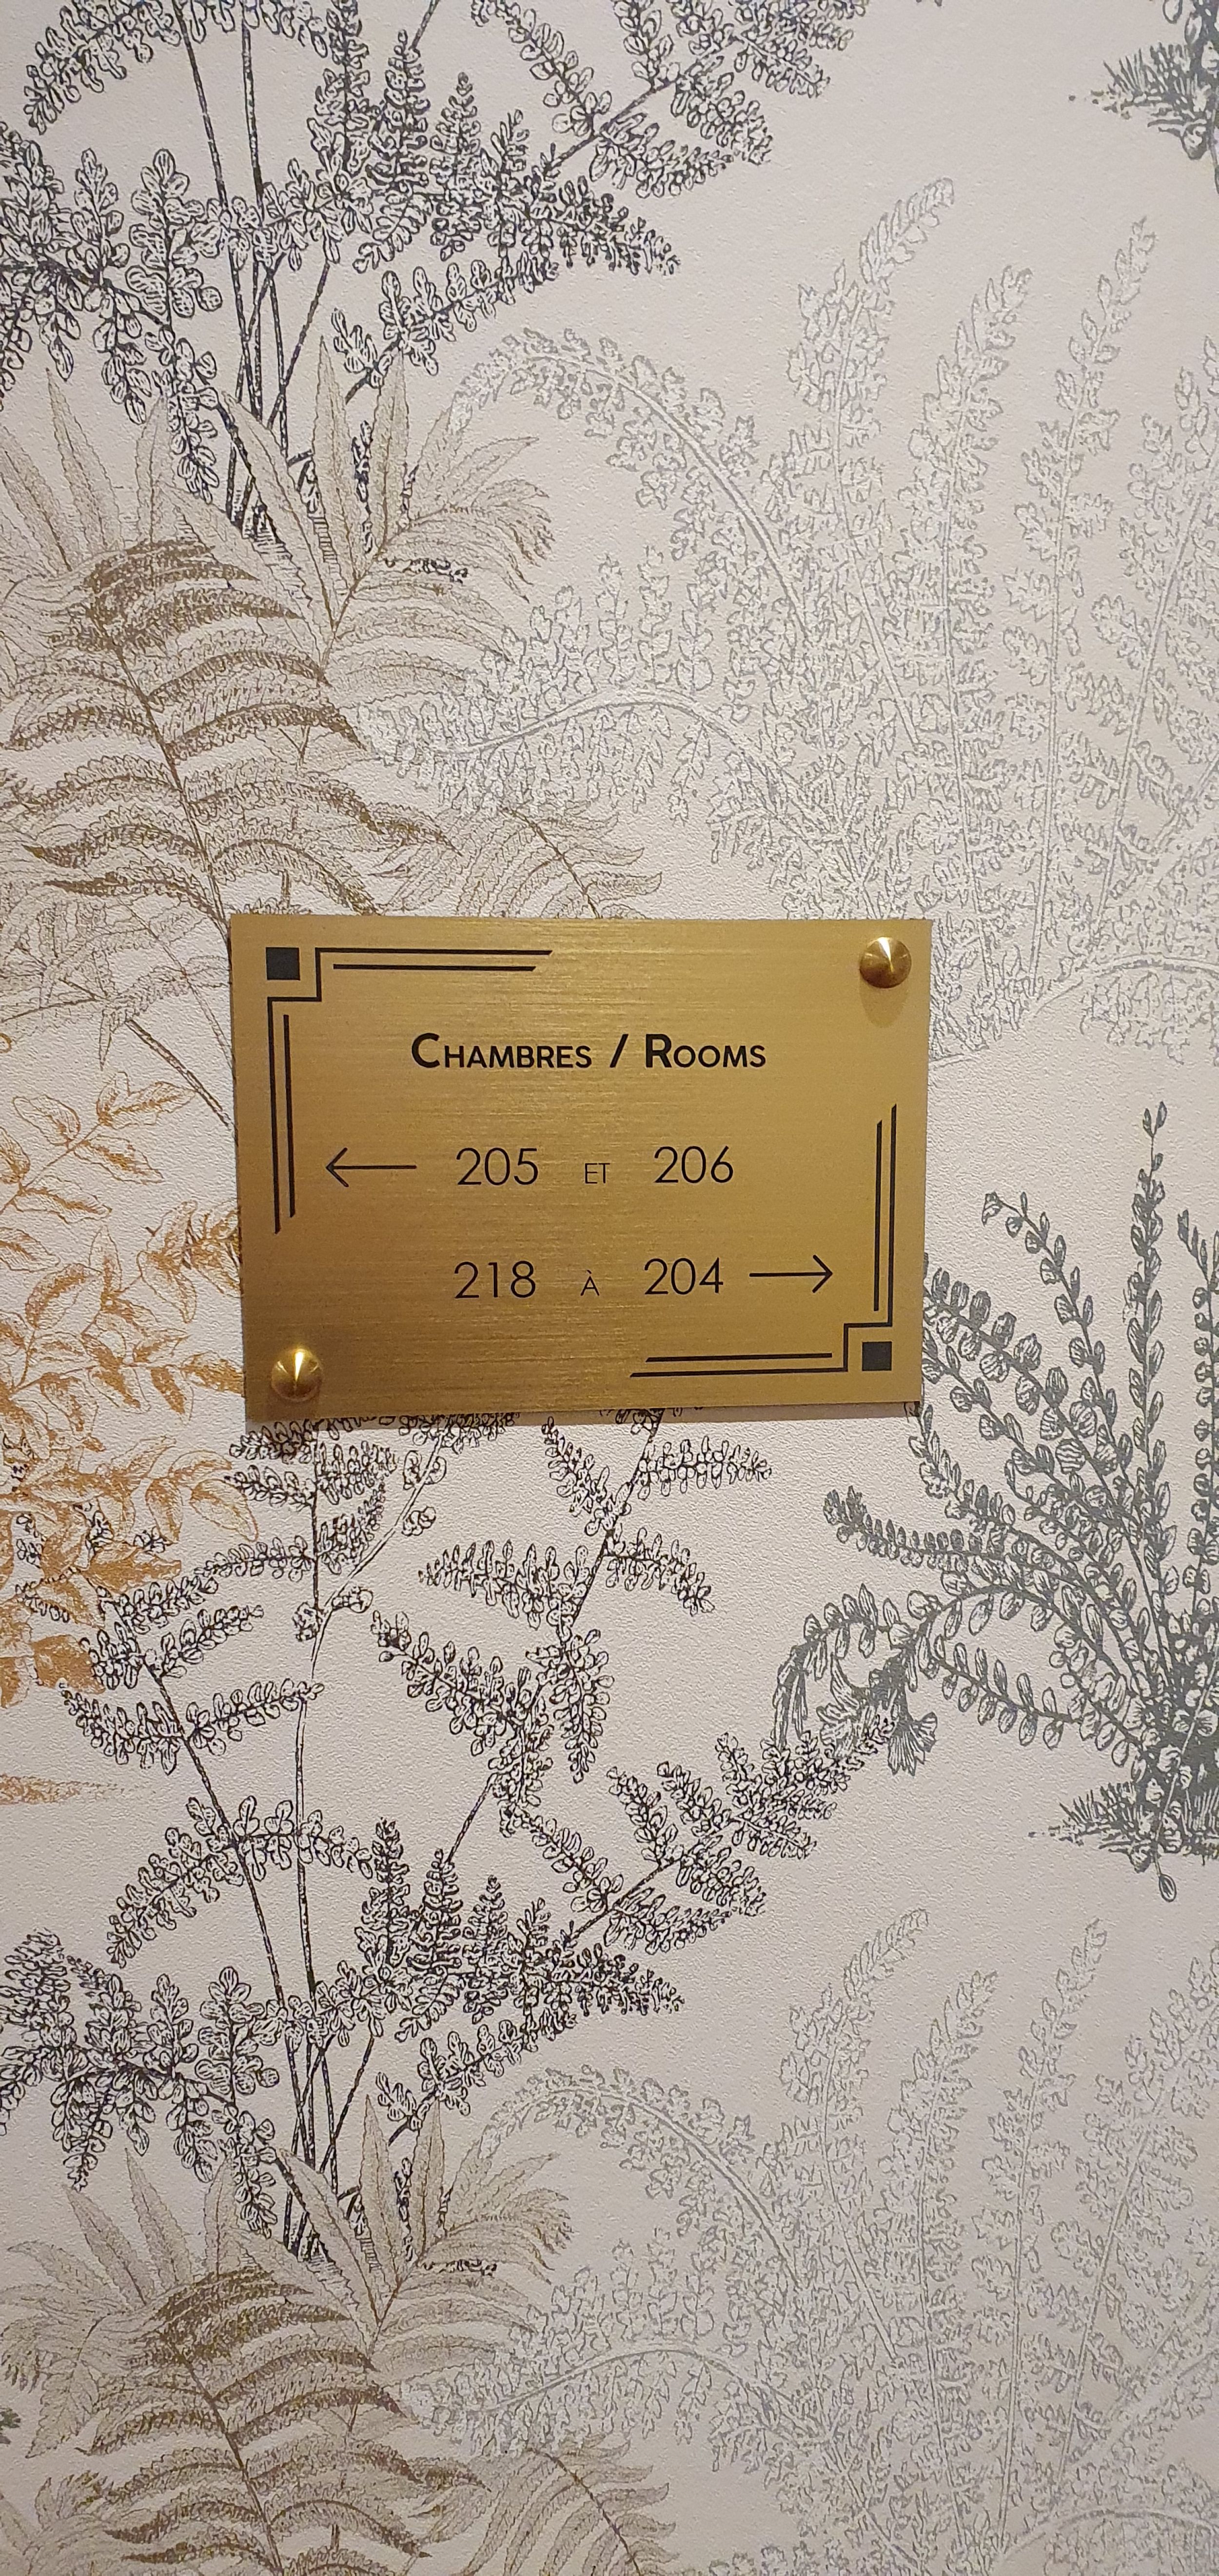 CHAMBRES / ROOMS
← 205 ET 206
218 À 204 →